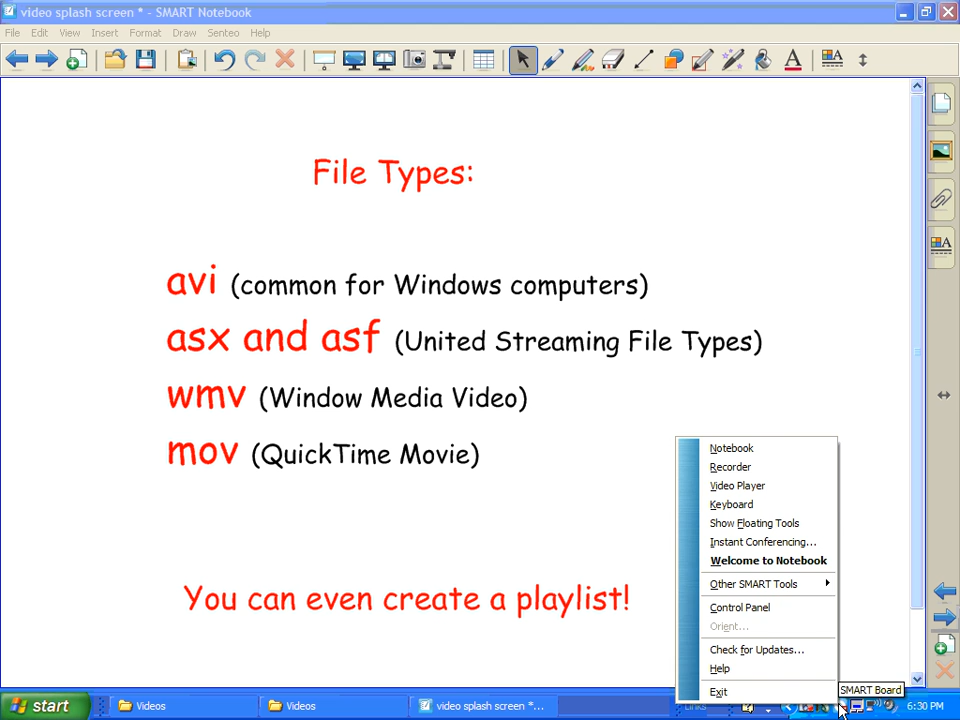 video splash screen * - SMART Notebook
File Edit View Insert Format Draw Senteo Help
File Types:
avi (common for Windows computers)
asx and asf (United Streaming File Types)
wmv (Window Media Video)
mov (QuickTime Movie)
You can even create a playlist!
Notebook
Recorder
Video Player
Keyboard
Show Floating Tools
Instant Conferencing...
Welcome to Notebook
Other SMART Tools
Control Panel
Orient...
Check for Updates...
Help
Exit
SMART Board
start Videos Videos video splash screen *... Links 6:30 PM